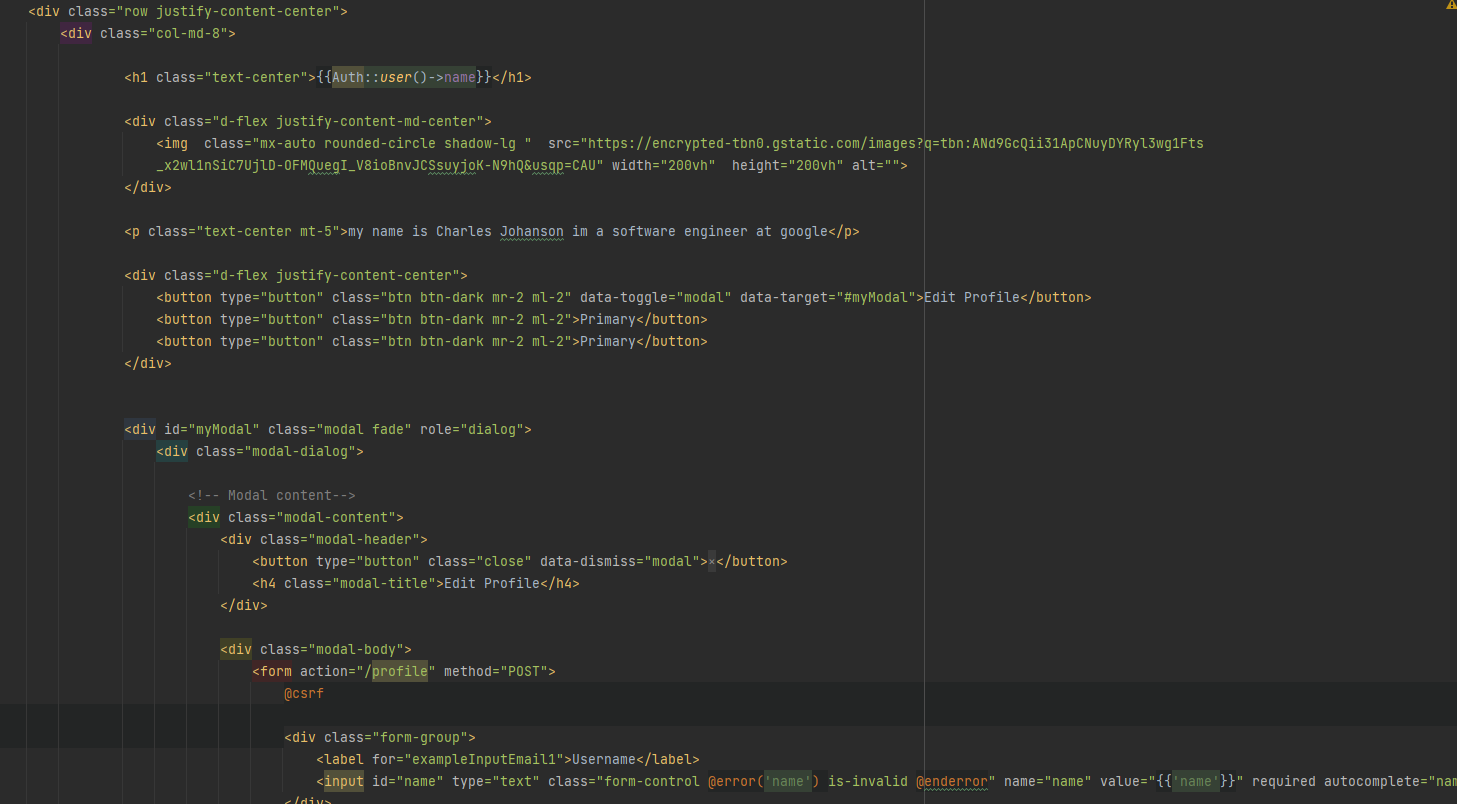 <div class="row justify-content-center">
<div class="col-md-8">
<h1 class="text-center">{{Auth::user()->name}}</h1>
<div class="d-flex justify-content-md-center">
<img  class="mx-auto rounded-circle shadow-lg "  src="https://encrypted-tbn0.gstatic.com/images?q=tbn:ANd9GcQii31ApCNuyDYRyl3wg1Fts
_x2wl1nSiC7UjlD-OFMQuegI_V8ioBnvJCSsuyjoK-N9hQ&usqp=CAU" width="200vh"  height="200vh" alt="">
</div>
<p class="text-center mt-5">my name is Charles Johanson im a software engineer at google</p>
<div class="d-flex justify-content-center">
<button type="button" class="btn btn-dark mr-2 ml-2" data-toggle="modal" data-target="#myModal">Edit Profile</button>
<button type="button" class="btn btn-dark mr-2 ml-2">Primary</button>
<button type="button" class="btn btn-dark mr-2 ml-2">Primary</button>
</div>
<div id="myModal" class="modal fade" role="dialog">
<div class="modal-dialog">
<!-- Modal content-->
<div class="modal-content">
<div class="modal-header">
<button type="button" class="close" data-dismiss="modal">×</button>
<h4 class="modal-title">Edit Profile</h4>
</div>
<div class="modal-body">
<form action="/profile" method="POST">
@csrf
<div class="form-group">
<label for="exampleInputEmail1">Username</label>
<input id="name" type="text" class="form-control @error('name') is-invalid @enderror" name="name" value="{{'name'}}" required autocomplete="nam
</div>